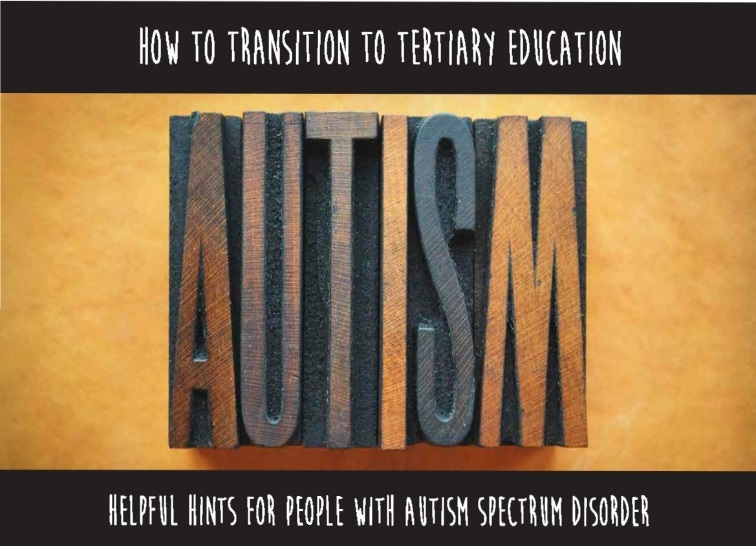 HOW TO TRANSITION TO TERTIARY EDUCATION
AUTISM
HELPFUL HINTS FOR PEOPLE WITH AUTISM SPECTRUM DISORDER